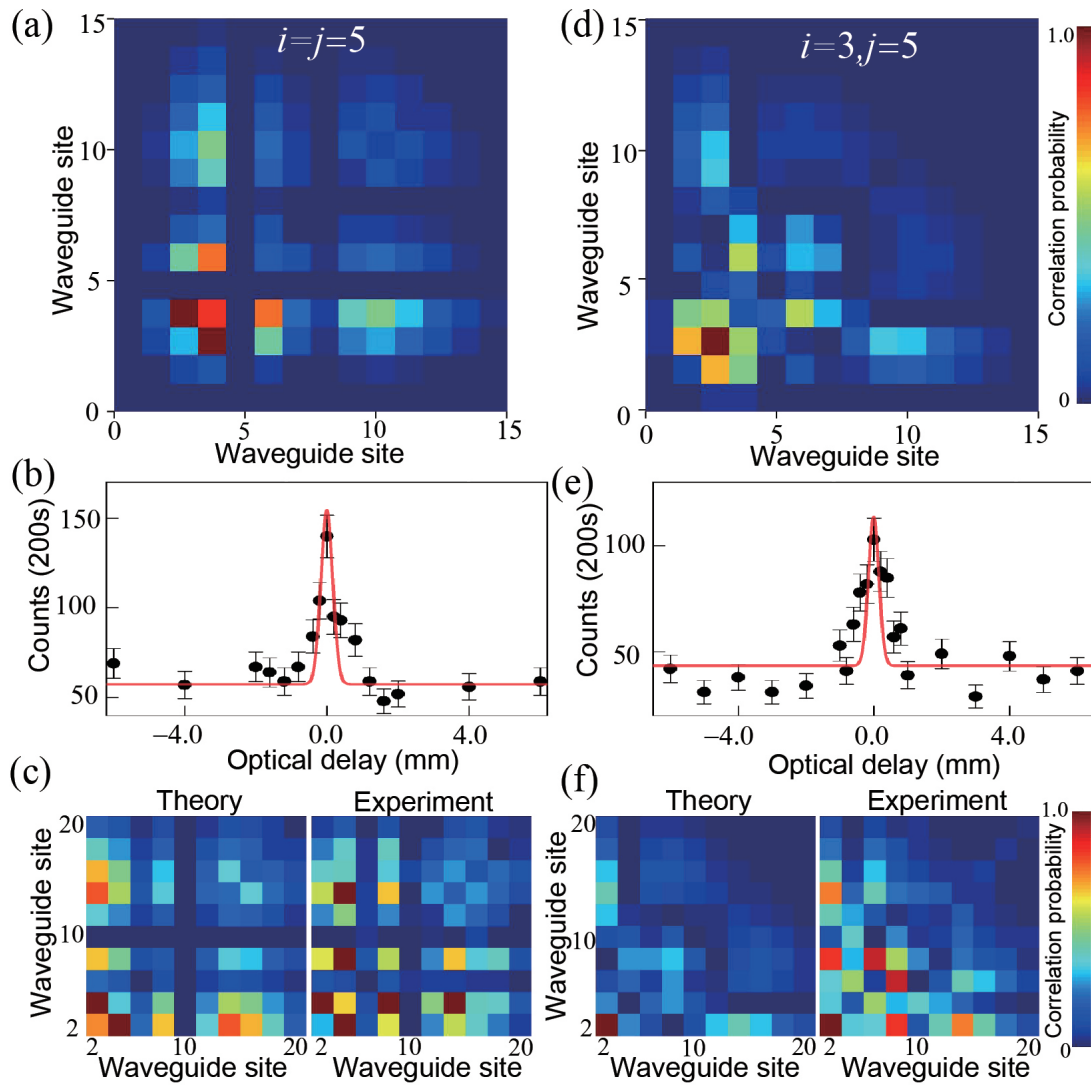 (a)
i=j=5
15
10
5
0
Waveguide site
0
5
10
15
Waveguide site
(d)
i=3,j=5
15
10
5
0
Waveguide site
0
5
10
15
Waveguide site
1.0
0
Correlation probability
(b)
150
100
50
Counts (200s)
−4.0
0.0
4.0
Optical delay (mm)
(e)
100
50
Counts (200s)
−4.0
0.0
4.0
Optical delay (mm)
(c)
Theory
Experiment
20
10
2
Waveguide site
2
10
20
2
10
20
Waveguide site
Waveguide site
(f)
Theory
Experiment
20
10
2
Waveguide site
2
10
20
2
10
20
Waveguide site
Waveguide site
1.0
0
Correlation probability